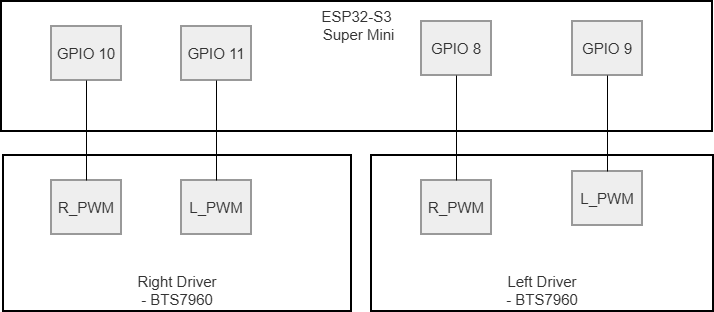 ESP32-S3
Super Mini
GPIO 10
GPIO 11
GPIO 8
GPIO 9
R_PWM
L_PWM
R_PWM
L_PWM
Right Driver
- BTS7960
Left Driver
- BTS7960